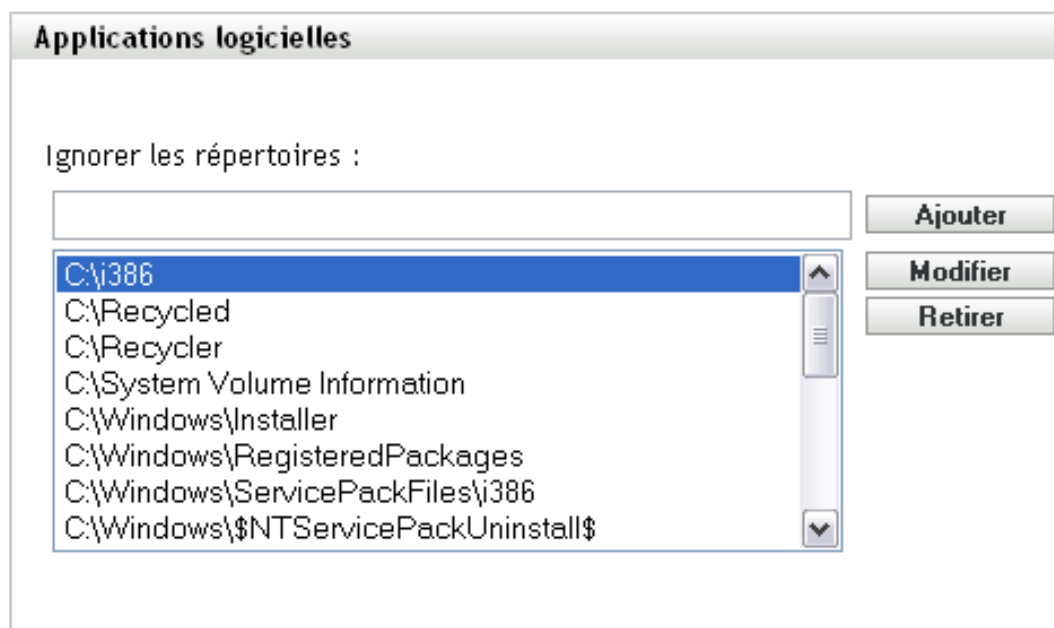 Applications logicielles
Ignorer les répertoires :
Ajouter
C:\i386
Modifier
C:\Recycled
Retirer
C:\Recycler
C:\System Volume Information
C:\Windows\Installer
C:\Windows\RegisteredPackages
C:\Windows\ServicePackFiles\i386
C:\Windows\$NTServicePackUninstall$